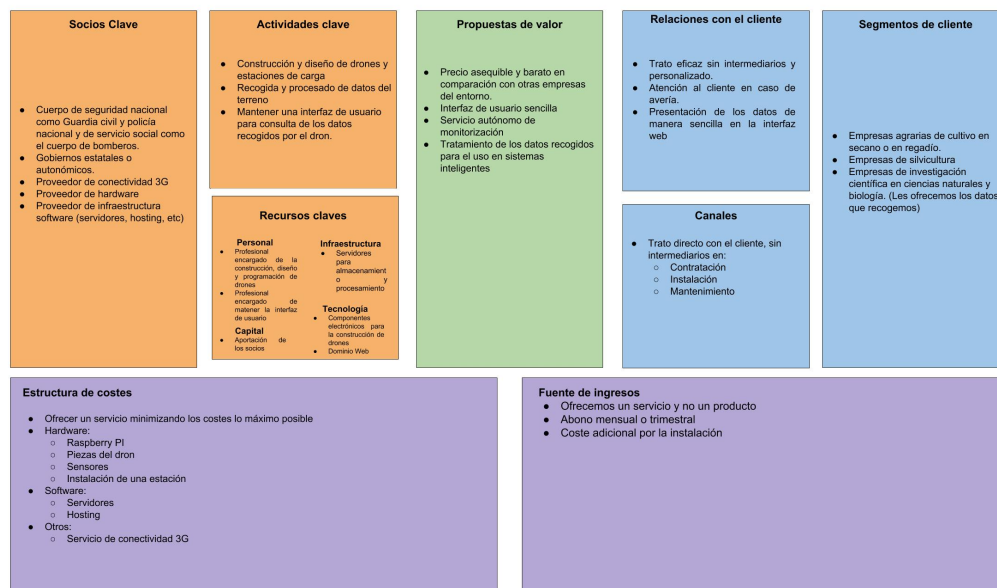 Socios Clave
● Cuerpo de seguridad nacional
como Guardia civil y policía
nacional y de servicio social como
el cuerpo de bomberos.
● Gobiernos estatales o
autonómicos.
● Proveedor de conectividad 3G
● Proveedor de hardware
● Proveedor de infraestructura
software (servidores, hosting, etc)
Actividades clave
● Construcción y diseño de drones y
estaciones de carga
● Recogida y procesado de datos del
terreno
● Mantener una interfaz de usuario
para consulta de los datos
recogidos por el dron.
Recursos claves
Personal
● Profesional
encargado de la
construcción, diseño
y programación de
drones
● Profesional
encargado de
matener la interfaz
de usuario
Capital
● Aportación de
los socios
Infraestructura
● Servidores
para
almacenamient
o y
procesamiento
Tecnología
● Componentes
electrónicos para
la construcción de
drones
● Dominio Web
Propuestas de valor
● Precio asequible y barato en
comparación con otras empresas
del entorno.
● Interfaz de usuario sencilla
● Servicio autónomo de
monitorización
● Tratamiento de los datos recogidos
para el uso en sistemas
inteligentes
Relaciones con el cliente
● Trato eficaz sin intermediarios y
personalizado.
● Atención al cliente en caso de
avería.
● Presentación de los datos de
manera sencilla en la interfaz
web
Canales
● Trato directo con el cliente, sin
intermediarios en:
○ Contratación
○ Instalación
○ Mantenimiento
Segmentos de cliente
● Empresas agrarias de cultivo en
secano o en regadío.
● Empresas de silvicultura
● Empresas de investigación
científica en ciencias naturales y
biología. (Les ofrecemos los datos
que recogemos)
Estructura de costes
● Ofrecer un servicio minimizando los costes lo máximo posible
● Hardware:
○ Raspberry PI
○ Piezas del dron
○ Sensores
○ Instalación de una estación
● Software:
○ Servidores
○ Hosting
● Otros:
○ Servicio de conectividad 3G
Fuente de ingresos
● Ofrecemos un servicio y no un producto
● Abono mensual o trimestral
● Coste adicional por la instalación